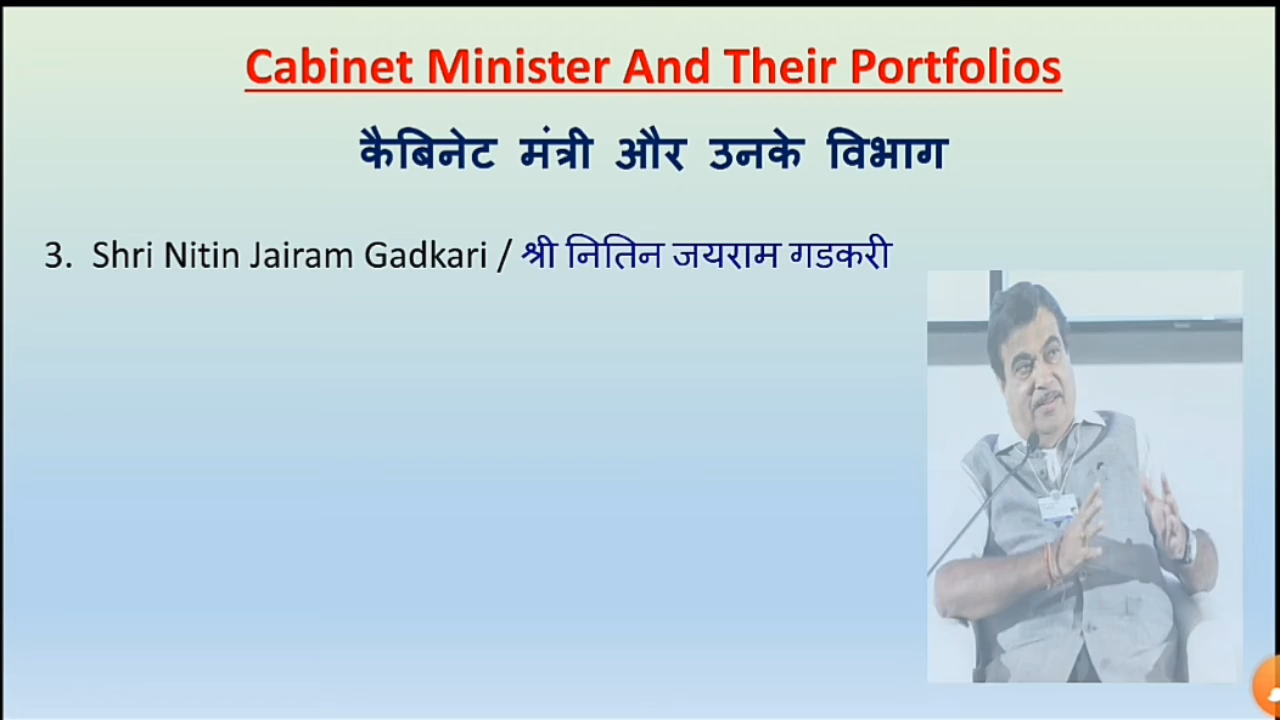 Cabinet Minister And Their Portfolios
कैबिनेट मंत्री और उनके विभाग
3. Shri Nitin Jairam Gadkari / श्री नितिन जयराम गडकरी